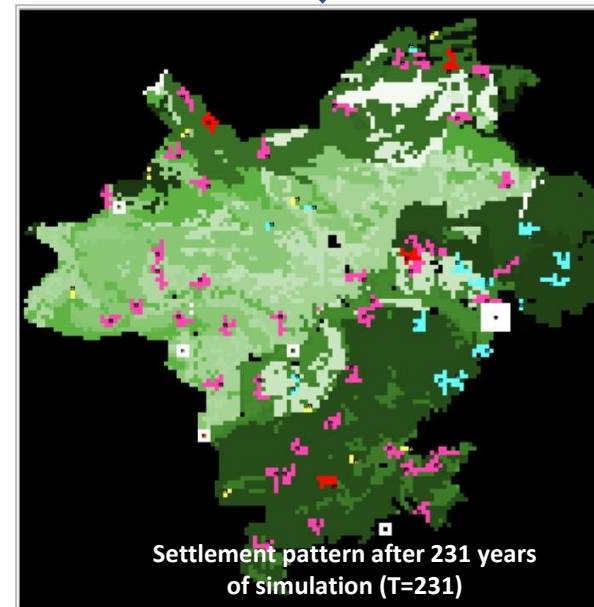 Settlement pattern after 231 years
of simulation (T=231)